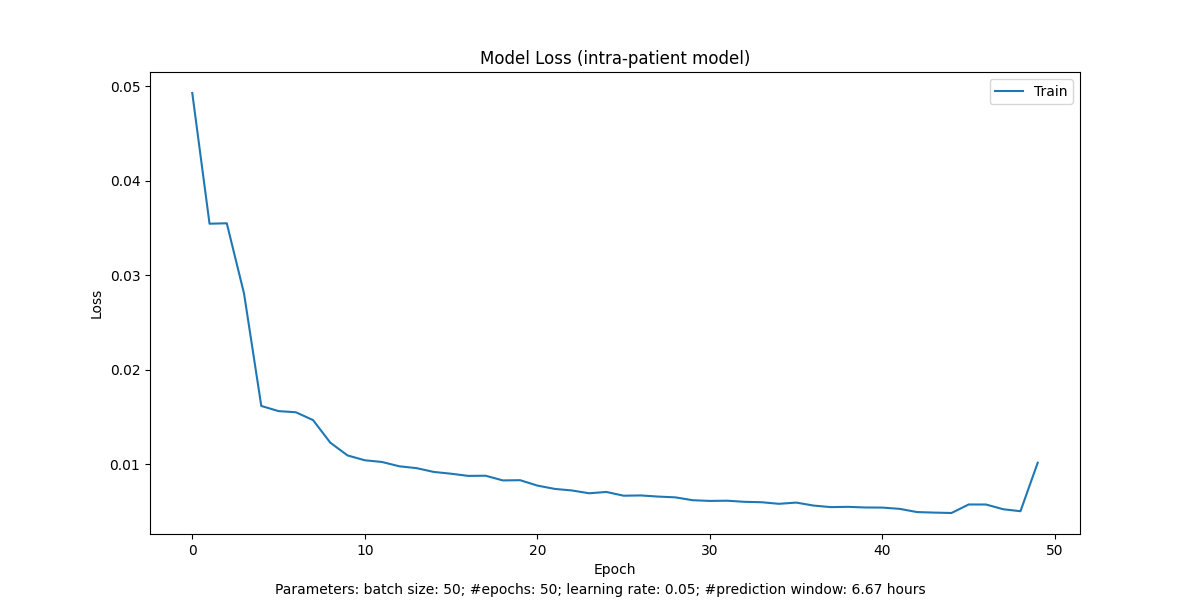 Model Loss (intra-patient model)
Train
0.05
0.04
0.03
0.02
0.01
Loss
0 10 20 30 40 50
Epoch
Parameters: batch size: 50; #epochs: 50; learning rate: 0.05; #prediction window: 6.67 hours